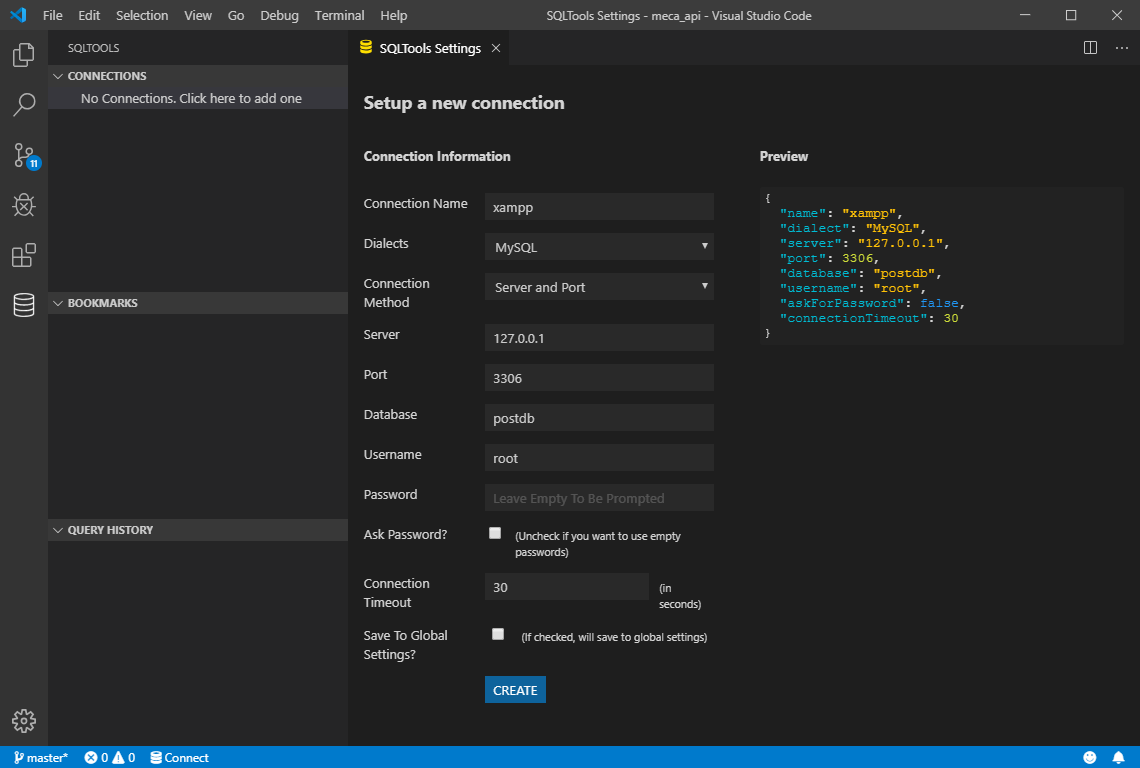 File Edit Selection View Go Debug Terminal Help
SQLTools Settings - meca_api - Visual Studio Code
SQLTOOLS
CONNECTIONS
No Connections. Click here to add one
11
BOOKMARKS
QUERY HISTORY
SQLTools Settings
Setup a new connection
Connection Information
Connection Name
xampp
Dialects
MySQL
Connection
Method
Server and Port
Server
127.0.0.1
Port
3306
Database
postdb
Username
root
Password
Leave Empty To Be Prompted
Ask Password?
(Uncheck if you want to use empty
passwords)
Connection
Timeout
30
(in
seconds)
Save To Global
Settings?
(If checked, will save to global settings)
CREATE
Preview
{
"name": "xampp",
"dialect": "MySQL",
"server": "127.0.0.1",
"port": 3306,
"database": "postdb",
"username": "root",
"askForPassword": false,
"connectionTimeout": 30
}
master* 0 0 Connect